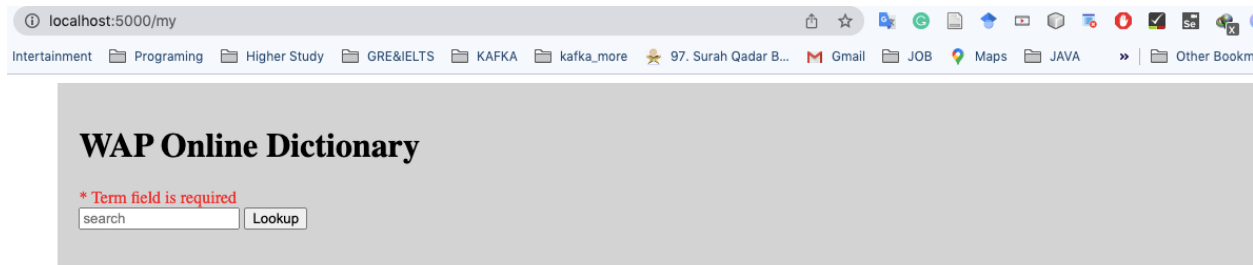 localhost:5000/my
Intertainment Programing Higher Study GRE&IELTS KAFKA kafka_more 97. Surah Qadar B... Gmail JOB Maps JAVA » Other Bookm
WAP Online Dictionary
* Term field is required
search Lookup